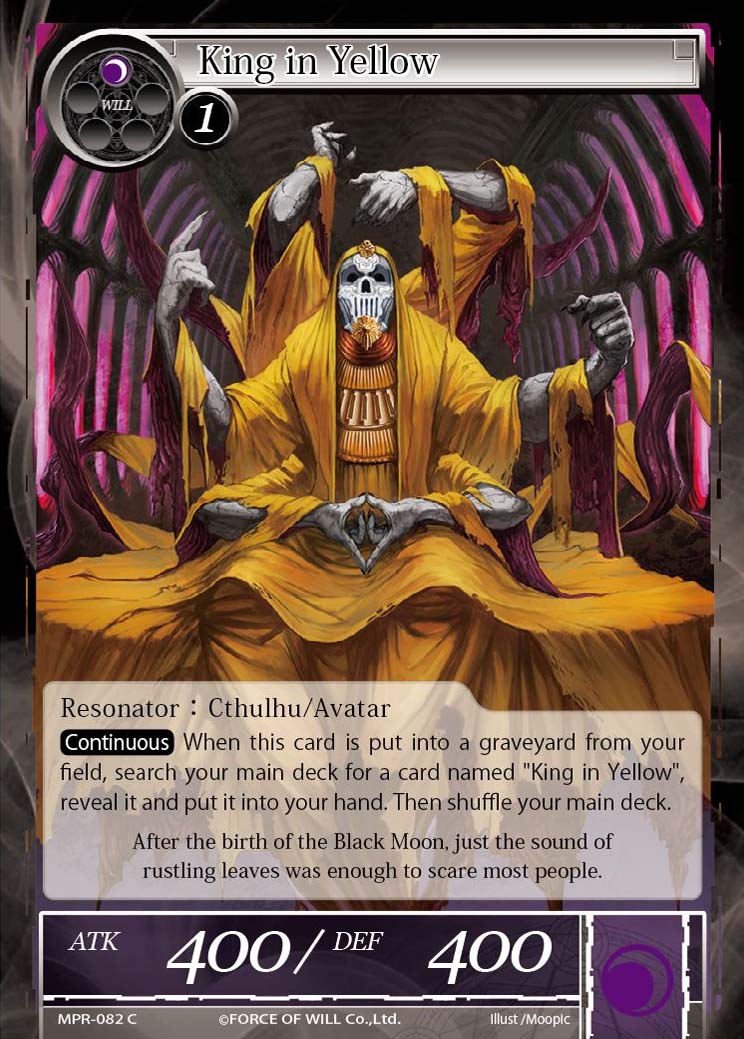 King in Yellow
WILL
1
Resonator : Cthulhu/Avatar
Continuous When this card is put into a graveyard from your
field, search your main deck for a card named "King in Yellow",
reveal it and put it into your hand. Then shuffle your main deck.
After the birth of the Black Moon, just the sound of
rustling leaves was enough to scare most people.
ATK 400 / DEF 400
MPR-082 C ©FORCE OF WILL Co.,Ltd. Illust /Moopic